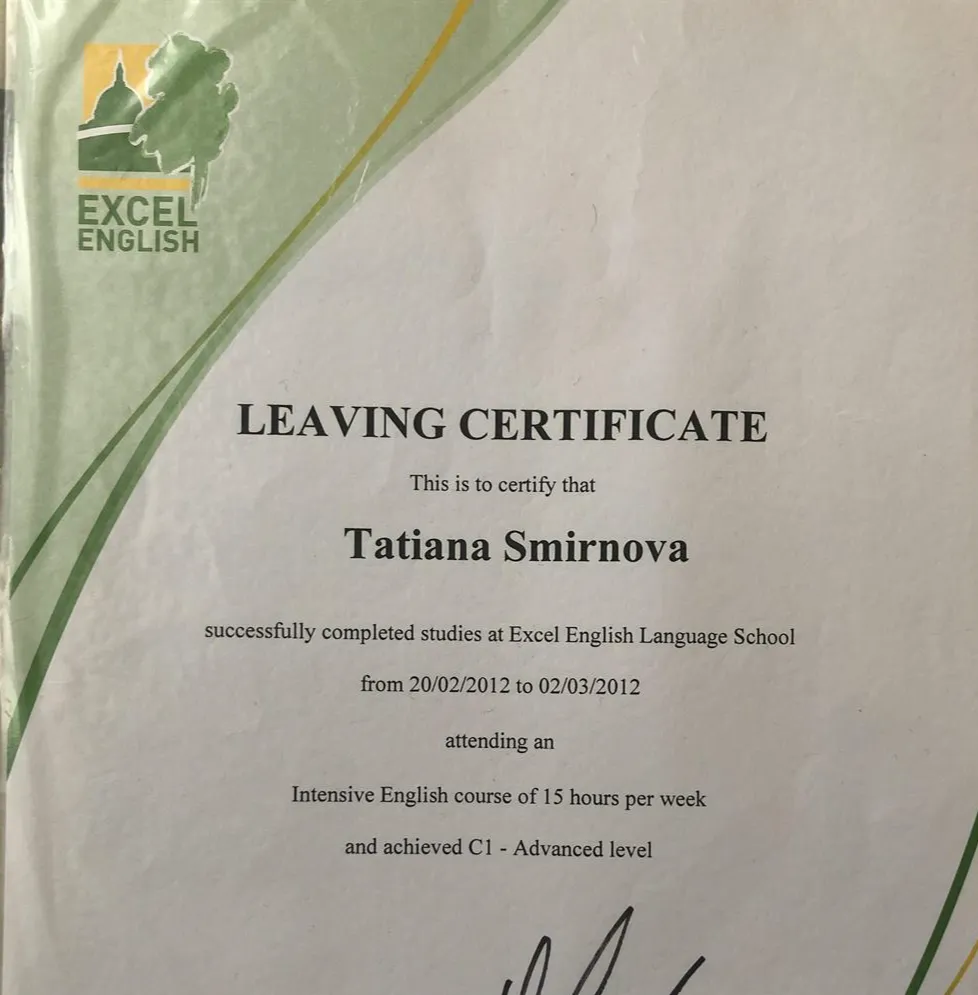 EXCEL
ENGLISH
LEAVING CERTIFICATE
This is to certify that
Tatiana Smirnova
successfully completed studies at Excel English Language School
from 20/02/2012 to 02/03/2012
attending an
Intensive English course of 15 hours per week
and achieved C1 - Advanced level